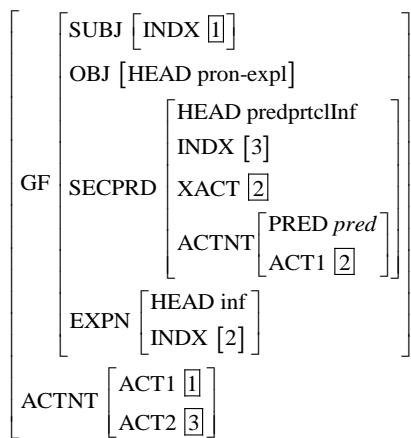 SUBJ [INDX 1]
OBJ [HEAD pron-expl]
HEAD predprtclInf
INDX [3]
GF SECPRD XACT 2
ACTNT PRED pred
ACT1 2
EXPN HEAD inf
INDX [2]
ACTNT ACT1 1
ACT2 3